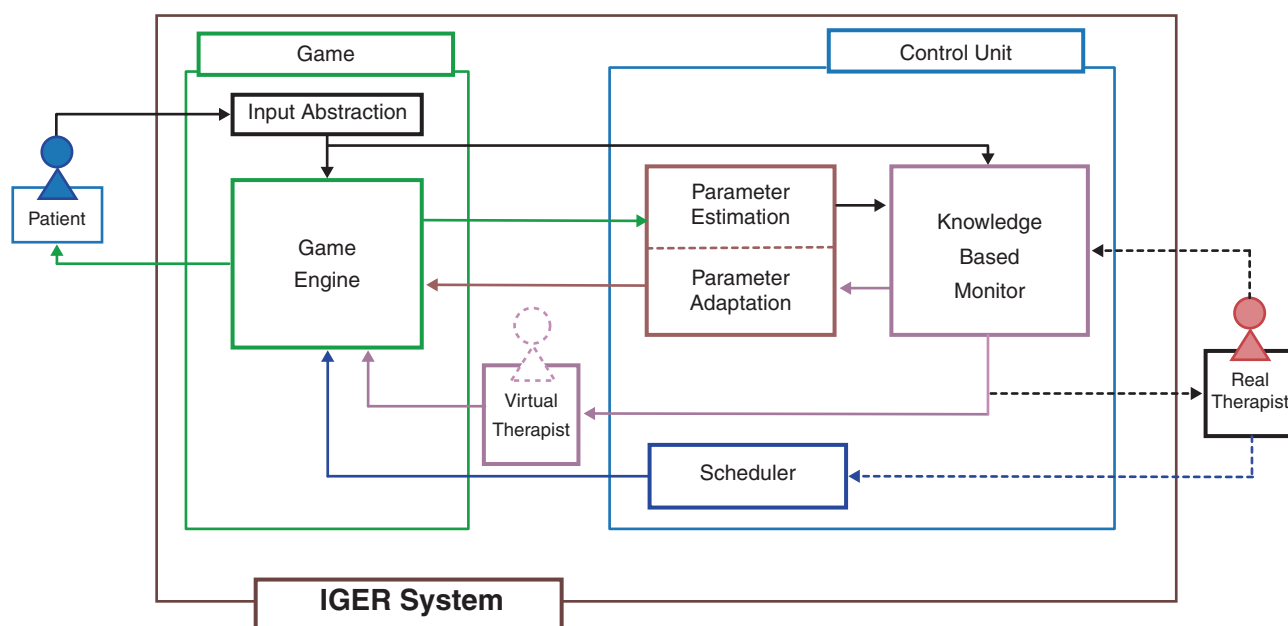 Game
Control Unit
Input Abstraction
Patient
Game
Engine
Parameter
Estimation
Parameter
Adaptation
Knowledge
Based
Monitor
Virtual
Therapist
Real
Therapist
Scheduler
IGER System